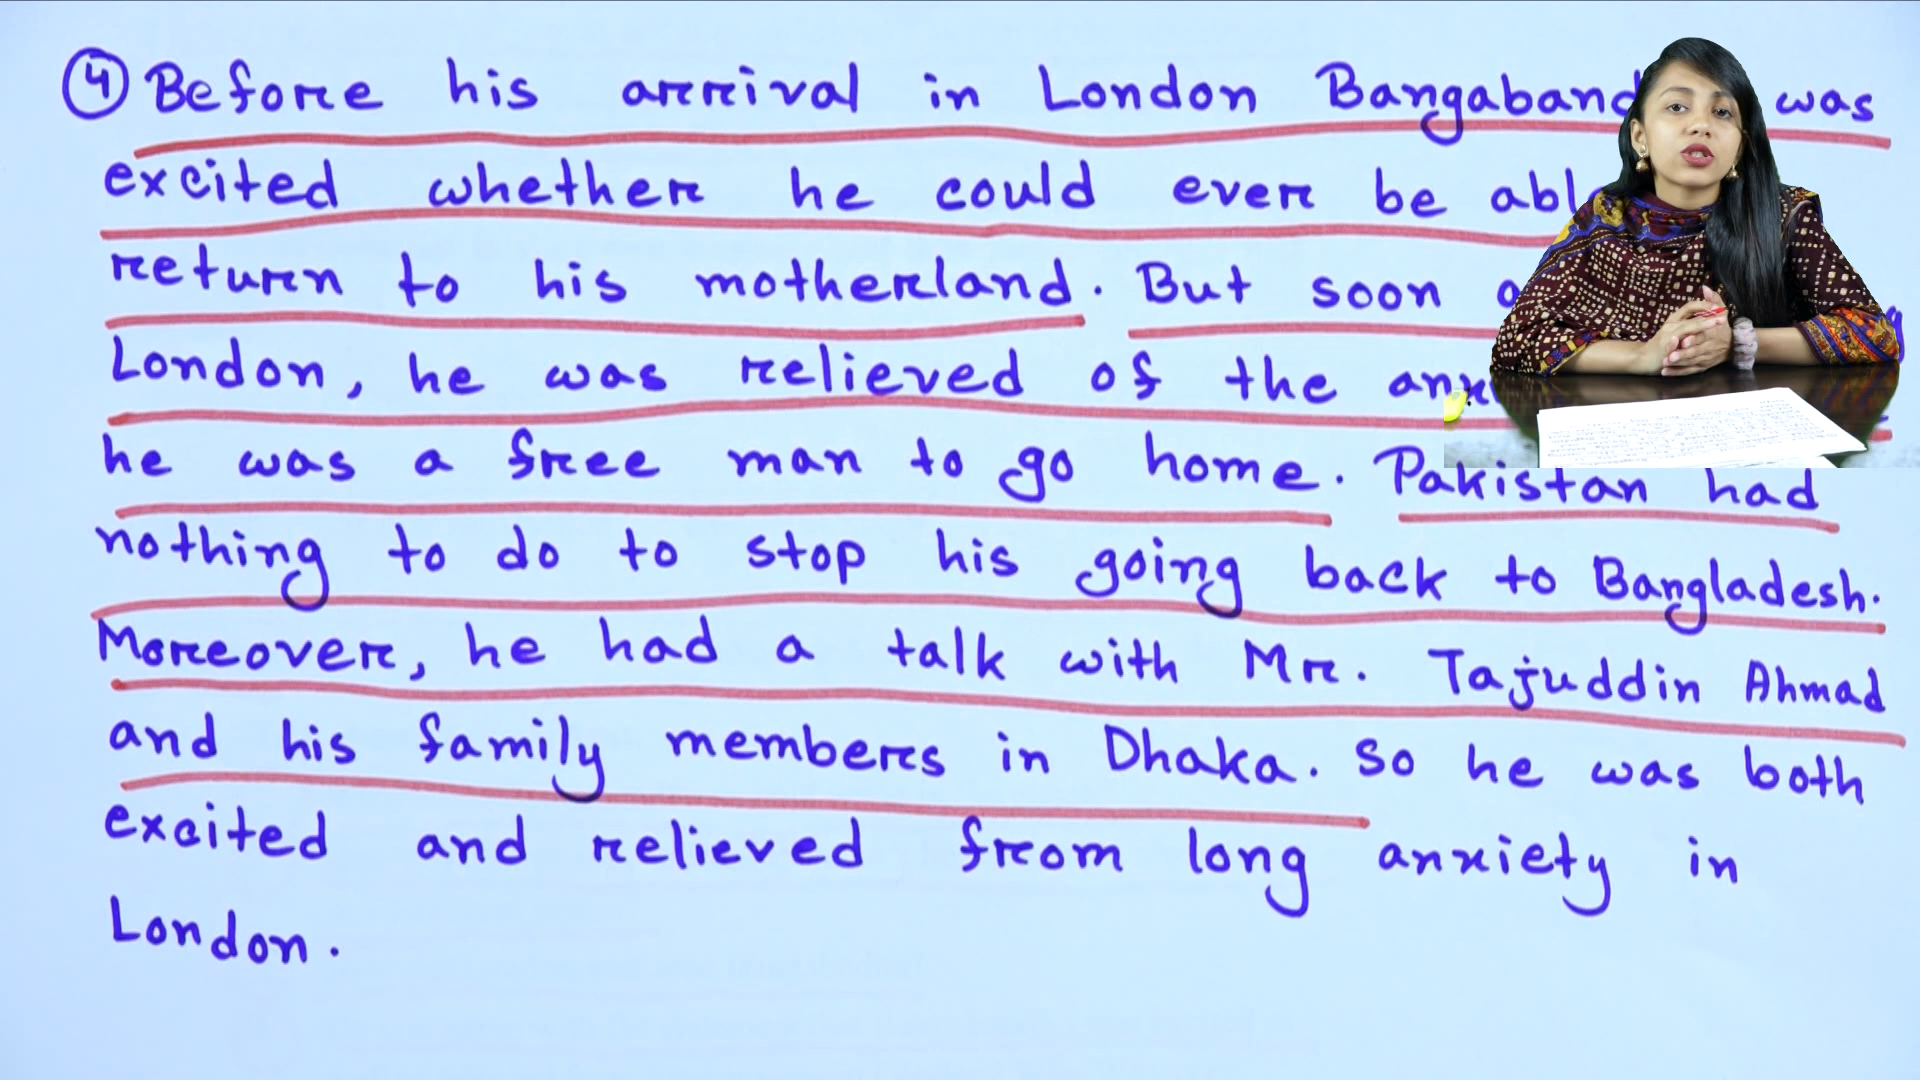 ④ Before his arrival in London Bangaband was
excited whether he could ever be abl
return to his motherland. But soon
London, he was relieved of the
he was a free man to go home. Pakistan had
nothing to do to stop his going back to Bangladesh.
Moreover, he had a talk with Mr. Tajuddin Ahmad
and his family members in Dhaka. So he was both
excited and relieved from long anxiety in
London.